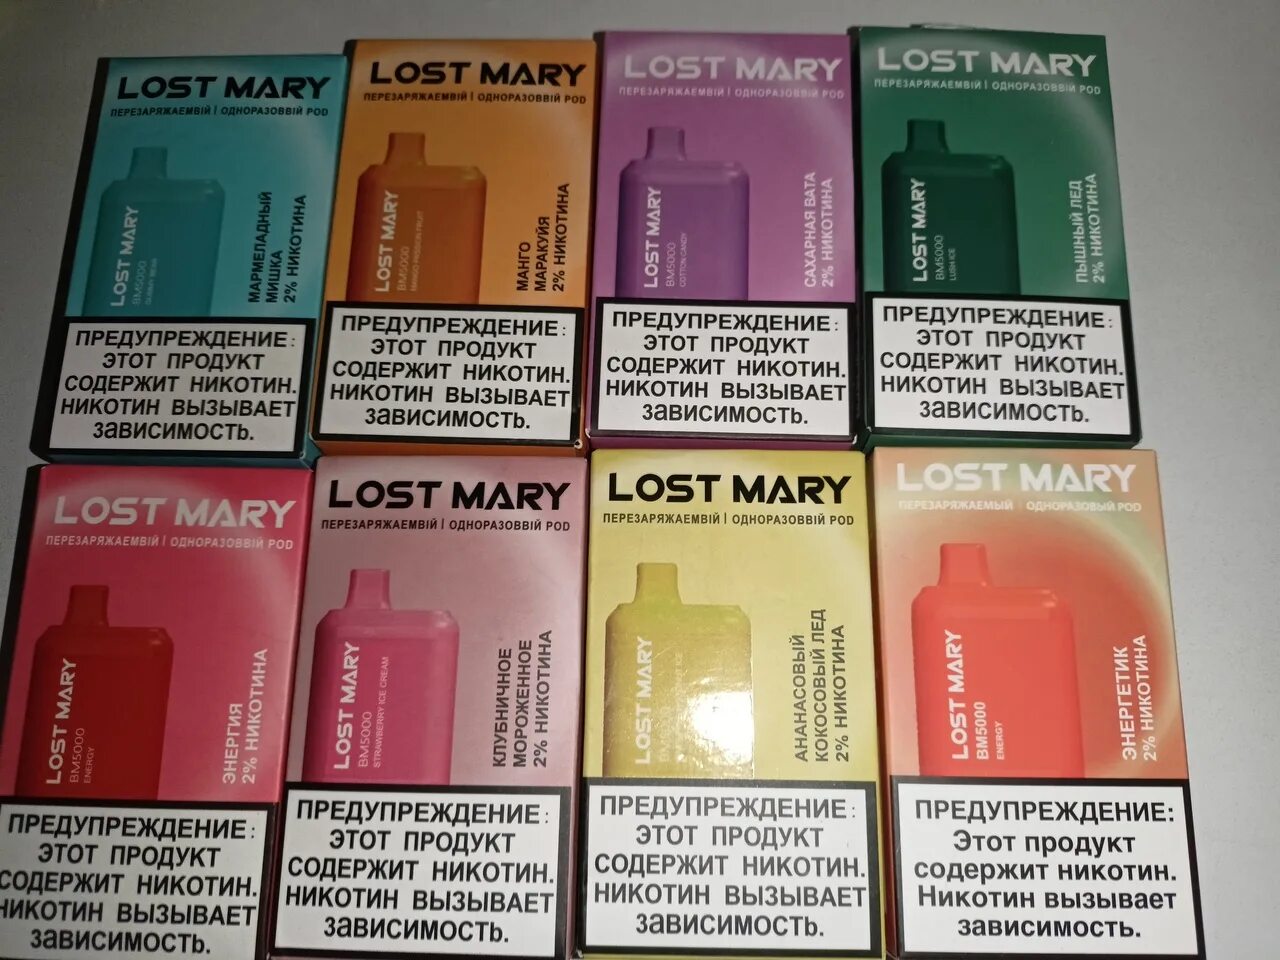 LOST MARY
ПЕРЕЗАРЯЖАЕМВІЙ | ОДНОРАЗОВВІЙ POD
LOST MARY
BM5000
GUMMY BEAR
МАРМЕЛАДНЫЙ
МИШКА
2% НИКОТИНА
ПРЕДУПРЕЖДЕНИЕ:
ЭТОТ ПРОДУКТ
СОДЕРЖИТ НИКОТИН.
НИКОТИН ВЫЗЫВАЕТ
ЗАВИСИМОСТЬ.
LOST MARY
ПЕРЕЗАРЯЖАЕМВІЙ | ОДНОРАЗОВВІЙ POD
LOST MARY
BM5000
MANGO PASSION FRUIT
МАНГО
МАРАКУЙЯ
2% НИКОТИНА
ПРЕДУПРЕЖДЕНИЕ:
ЭТОТ ПРОДУКТ
СОДЕРЖИТ НИКОТИН.
НИКОТИН ВЫЗЫВАЕТ
ЗАВИСИМОСТЬ.
LOST MARY
ПЕРЕЗАРЯЖАЕМВІЙ | ОДНОРАЗОВВІЙ POD
LOST MARY
BM5000
COTTON CANDY
САХАРНАЯ ВАТА
2% НИКОТИНА
ПРЕДУПРЕЖДЕНИЕ:
ЭТОТ ПРОДУКТ
СОДЕРЖИТ НИКОТИН.
НИКОТИН ВЫЗЫВАЕТ
ЗАВИСИМОСТЬ.
LOST MARY
ПЕРЕЗАРЯЖАЕМВІЙ | ОДНОРАЗОВВІЙ POD
LOST MARY
BM5000
LUSH ICE
ПЫШНЫЙ ЛЕД
2% НИКОТИНА
ПРЕДУПРЕЖДЕНИЕ:
ЭТОТ ПРОДУКТ
СОДЕРЖИТ НИКОТИН.
НИКОТИН ВЫЗЫВАЕТ
ЗАВИСИМОСТЬ.
LOST MARY
ПЕРЕЗАРЯЖАЕМВІЙ | ОДНОРАЗОВВІЙ POD
LOST MARY
BM5000
ENERGY
ЭНЕРГИЯ
2% НИКОТИНА
ПРЕДУПРЕЖДЕНИЕ:
ЭТОТ ПРОДУКТ
СОДЕРЖИТ НИКОТИН.
НИКОТИН ВЫЗЫВАЕТ
ЗАВИСИМОСТЬ.
LOST MARY
ПЕРЕЗАРЯЖАЕМВІЙ | ОДНОРАЗОВВІЙ POD
LOST MARY
BM5000
STRAWBERRY ICE CREAM
КЛУБНИЧНОЕ
МОРОЖЕННОЕ
2% НИКОТИНА
ПРЕДУПРЕЖДЕНИЕ:
ЭТОТ ПРОДУКТ
СОДЕРЖИТ НИКОТИН.
НИКОТИН ВЫЗЫВАЕТ
ЗАВИСИМОСТЬ.
LOST MARY
ПЕРЕЗАРЯЖАЕМВІЙ | ОДНОРАЗОВВІЙ POD
LOST MARY
ICE
АНАНАСОВЫЙ
КОКОСОВЫЙ ЛЕД
2% НИКОТИНА
ПРЕДУПРЕЖДЕНИЕ:
ЭТОТ ПРОДУКТ
СОДЕРЖИТ НИКОТИН.
НИКОТИН ВЫЗЫВАЕТ
ЗАВИСИМОСТЬ.
LOST MARY
ПЕРЕЗАРЯЖАЕМЫЙ | ОДНОРАЗОВЫЙ POD
LOST MARY
BM5000
ENERGY
ЭНЕРГЕТИК
2% НИКОТИНА
ПРЕДУПРЕЖДЕНИЕ:
Этот продукт
содержит никотин.
Никотин вызывает
зависимость.